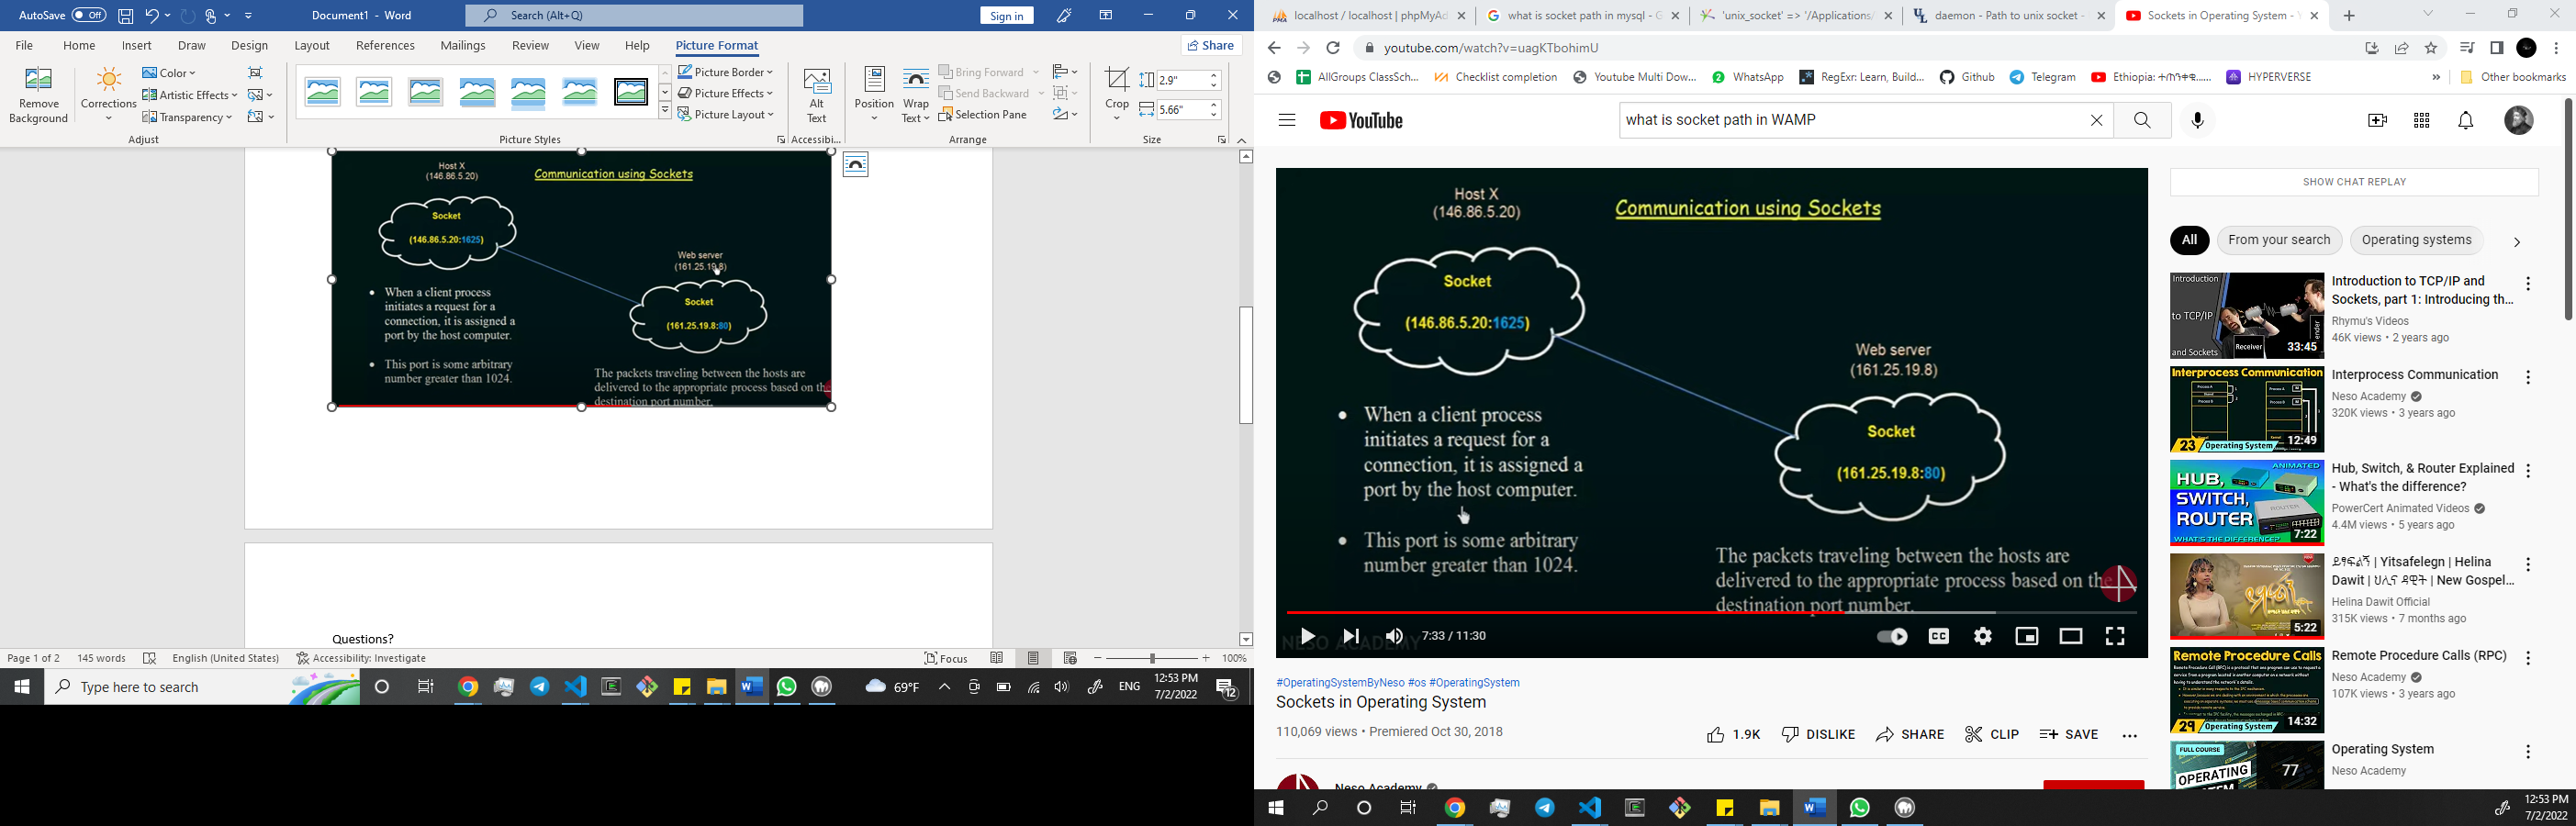 AutoSave Off
Document1 - Word
Search (Alt+Q)
Sign in
File Home Insert Draw Design Layout References Mailings Review View Help Picture Format
Share
Remove Background
Corrections
Color
Artistic Effects
Transparency
Adjust
Picture Styles
Picture Border
Picture Effects
Picture Layout
Accessibi...
Alt Text
Position
Wrap Text
Bring Forward
Send Backward
Selection Pane
Arrange
Crop
2.9"
5.66"
Size
Host X
(146.86.5.20)
Communication using Sockets
Socket
(146.86.5.20:1625)
Web server
(161.25.19.8)
Socket
(161.25.19.8:80)
• When a client process
initiates a request for a
connection, it is assigned a
port by the host computer.
• This port is some arbitrary
number greater than 1024.
The packets traveling between the hosts are
delivered to the appropriate process based on the
destination port number.
Questions?
Page 1 of 2 145 words English (United States) Accessibility: Investigate Focus 100%
Type here to search
69°F
ENG
12:53 PM
7/2/2022
12
localhost / localhost | phpMyAd
what is socket path in mysql - G
'unix_socket' => '/Applications/
daemon - Path to unix socket -
Sockets in Operating System - Y
youtube.com/watch?v=uagKTbohimU
AllGroups ClassSch...
Checklist completion
Youtube Multi Dow...
WhatsApp
RegExr: Learn, Build...
Github
Telegram
HYPERVERSE
»
Other bookmarks
YouTube
what is socket path in WAMP
Host X
(146.86.5.20)
Communication using Sockets
Socket
(146.86.5.20:1625)
Web server
(161.25.19.8)
Socket
(161.25.19.8:80)
• When a client process
initiates a request for a
connection, it is assigned a
port by the host computer.
• This port is some arbitrary
number greater than 1024.
The packets traveling between the hosts are
delivered to the appropriate process based on the
destination port number.
NESO ACADEMY
7:33 / 11:30
CC
#OperatingSystemByNeso #os #OperatingSystem
Sockets in Operating System
110,069 views • Premiered Oct 30, 2018
1.9K DISLIKE SHARE CLIP SAVE ...
Neso Academy
SHOW CHAT REPLAY
All From your search Operating systems
Introduction
to TCP/IP
and Sockets
Receiver
ender
33:45
Introduction to TCP/IP and
Sockets, part 1: Introducing th...
Rhymu's Videos
46K views • 2 years ago
Interprocess Communication
23 Operating System
12:49
Interprocess Communication
Neso Academy
320K views • 3 years ago
ANIMATED
HUB,
SWITCH,
ROUTER
WHAT'S THE DIFFERENCE?
7:22
Hub, Switch, & Router Explained
- What's the difference?
PowerCert Animated Videos
4.4M views • 5 years ago
5:22
ይፃፍልኝ | Yitsafelegn | Helina
Dawit | ሀሊና ዳዊት | New Gospel...
Helina Dawit Official
315K views • 7 months ago
Remote Procedure Calls
29 Operating System
14:32
Remote Procedure Calls (RPC)
Neso Academy
107K views • 3 years ago
FULL COURSE
OPERATING
77
Operating System
Neso Academy
12:53 PM
7/2/2022